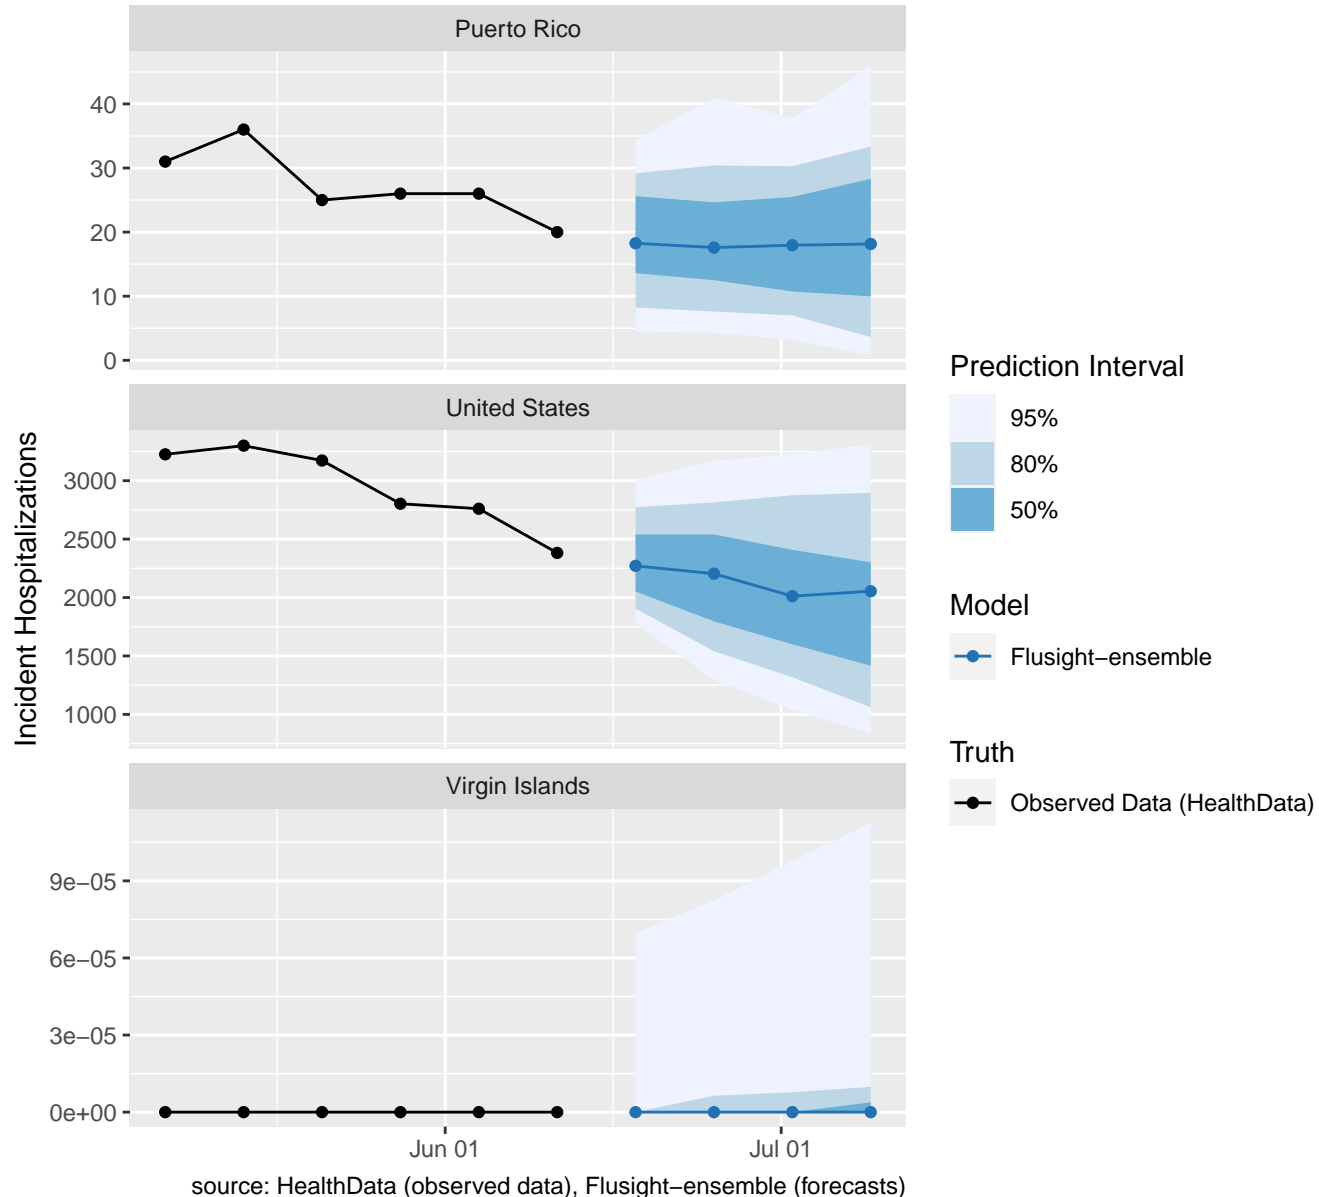 Puerto Rico
40
30
20
10
0
United States
3000
2500
2000
1500
1000
Virgin Islands
9e−05
6e−05
3e−05
0e+00
Jun 01
Jul 01
Incident Hospitalizations
source: HealthData (observed data), Flusight−ensemble (forecasts)
Prediction Interval
95%
80%
50%
Model
Flusight−ensemble
Truth
Observed Data (HealthData)